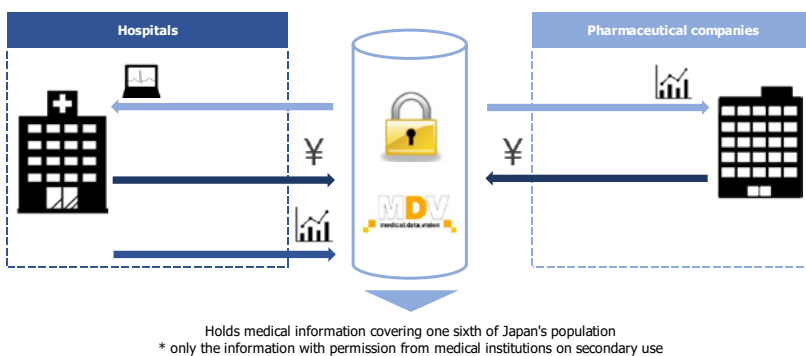 Hospitals
Pharmaceutical companies
¥
¥
MDV
medical.data.vision
Holds medical information covering one sixth of Japan's population
* only the information with permission from medical institutions on secondary use